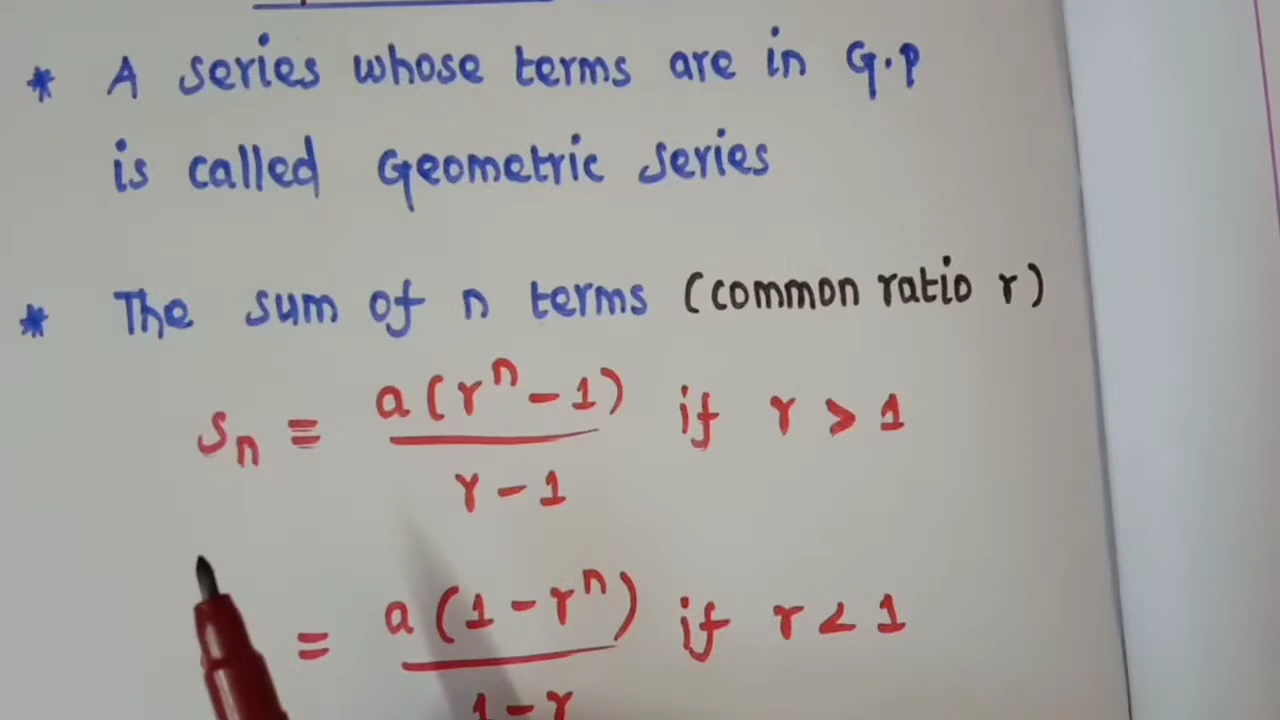 * A series whose terms are in G.P
is called Geometric series
* The sum of n terms (common ratio r)
Sn = a(r^n - 1) / r - 1 if r > 1
= a(1 - r^n) / 1 - r if r < 1